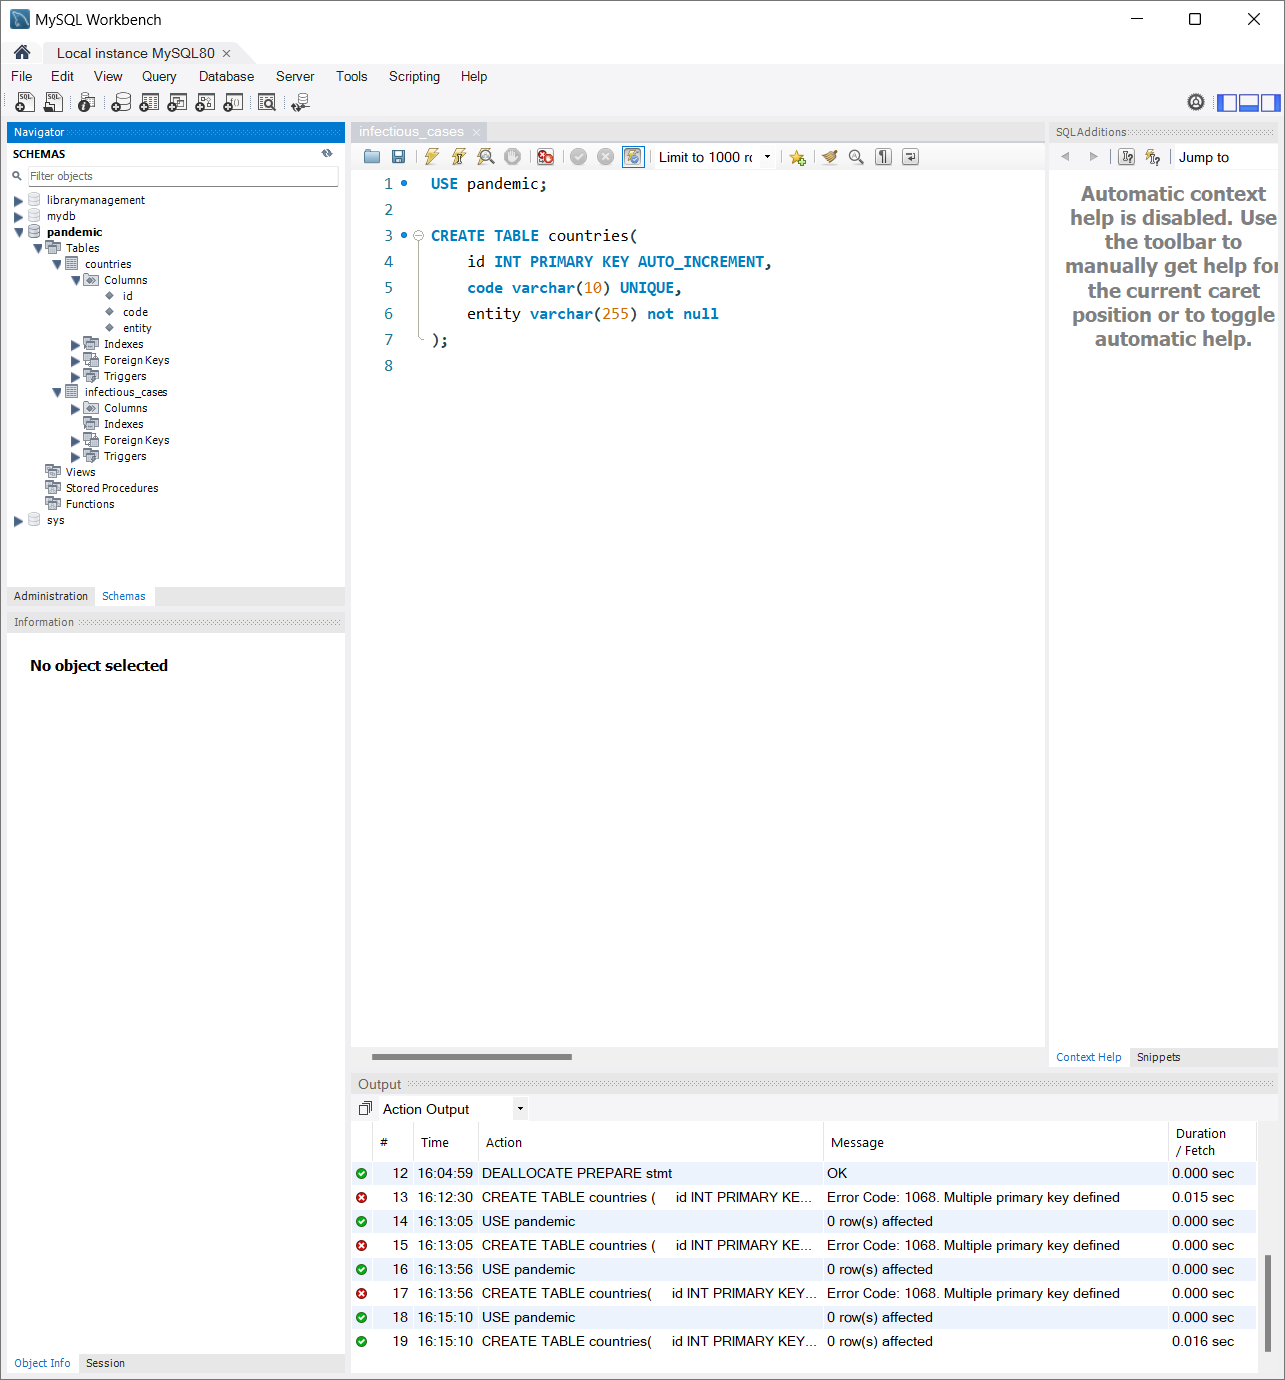 MySQL Workbench
Local instance MySQL80
File Edit View Query Database Server Tools Scripting Help
Navigator
SCHEMAS
Filter objects
librarymanagement
mydb
pandemic
Tables
countries
Columns
id
code
entity
Indexes
Foreign Keys
Triggers
infectious_cases
Columns
Indexes
Foreign Keys
Triggers
Views
Stored Procedures
Functions
sys
Administration Schemas
Information
No object selected
Object Info Session
infectious_cases
Limit to 1000 rc
1 USE pandemic;
2
3 CREATE TABLE countries(
4 id INT PRIMARY KEY AUTO_INCREMENT,
5 code varchar(10) UNIQUE,
6 entity varchar(255) not null
7 );
8
SQLAdditions
Jump to
Automatic context
help is disabled. Use
the toolbar to
manually get help for
the current caret
position or to toggle
automatic help.
Context Help Snippets
Output
Action Output
# Time Action Message Duration / Fetch
12 16:04:59 DEALLOCATE PREPARE stmt OK 0.000 sec
13 16:12:30 CREATE TABLE countries ( id INT PRIMARY KE... Error Code: 1068. Multiple primary key defined 0.015 sec
14 16:13:05 USE pandemic 0 row(s) affected 0.000 sec
15 16:13:05 CREATE TABLE countries ( id INT PRIMARY KE... Error Code: 1068. Multiple primary key defined 0.000 sec
16 16:13:56 USE pandemic 0 row(s) affected 0.000 sec
17 16:13:56 CREATE TABLE countries( id INT PRIMARY KEY... Error Code: 1068. Multiple primary key defined 0.000 sec
18 16:15:10 USE pandemic 0 row(s) affected 0.000 sec
19 16:15:10 CREATE TABLE countries( id INT PRIMARY KEY... 0 row(s) affected 0.016 sec